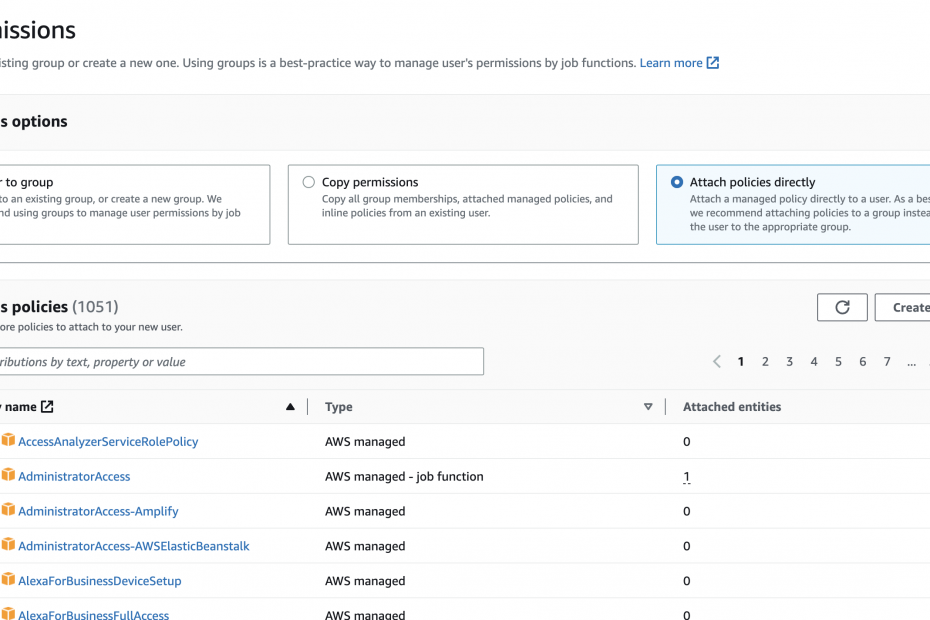 issions
isting group or create a new one. Using groups is a best-practice way to manage user's permissions by job functions. Learn more
s options
r to group
to an existing group, or create a new group. We
nd using groups to manage user permissions by job
Copy permissions
Copy all group memberships, attached managed policies, and
inline policies from an existing user.
Attach policies directly
Attach a managed policy directly to a user. As a bes
we recommend attaching policies to a group instea
the user to the appropriate group.
s policies (1051)
ore policies to attach to your new user.
Create
ributions by text, property or value
1 2 3 4 5 6 7 ...
y name Type Attached entities
AccessAnalyzerServiceRolePolicy AWS managed 0
AdministratorAccess AWS managed - job function 1
AdministratorAccess-Amplify AWS managed 0
AdministratorAccess-AWSElasticBeanstalk AWS managed 0
AlexaForBusinessDeviceSetup AWS managed 0
AlexaForBusinessFullAccess AWS managed 0